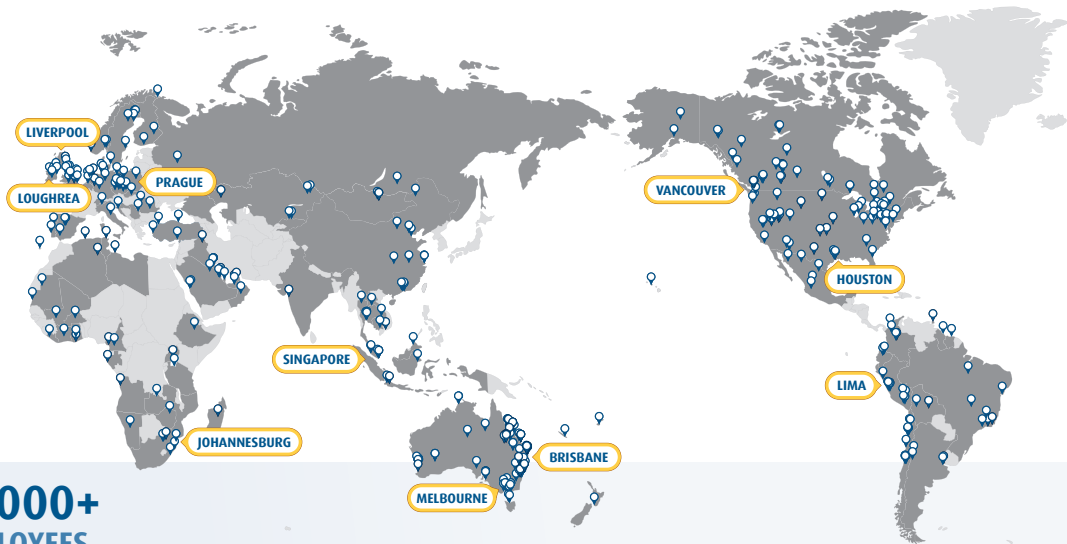 LIVERPOOL
PRAGUE
LOUGHREA
VANCOUVER
HOUSTON
SINGAPORE
LIMA
JOHANNESBURG
BRISBANE
MELBOURNE
000+